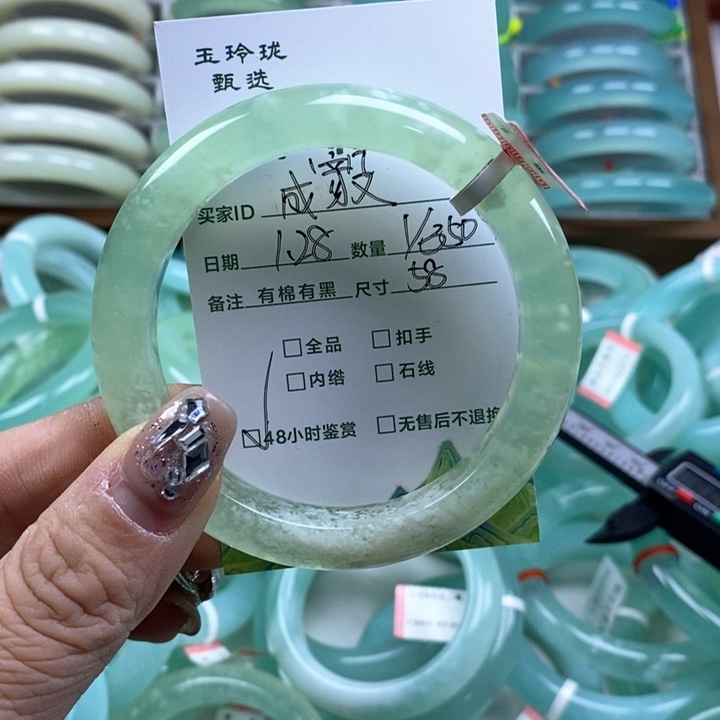 玉玲珑
甄选
买家ID 成毅
日期 1.28 数量 1/350
备注 有棉有黑 尺寸 58
□全品 □扣手
□内绺 □石线
☑48小时鉴赏 □无售后不退换